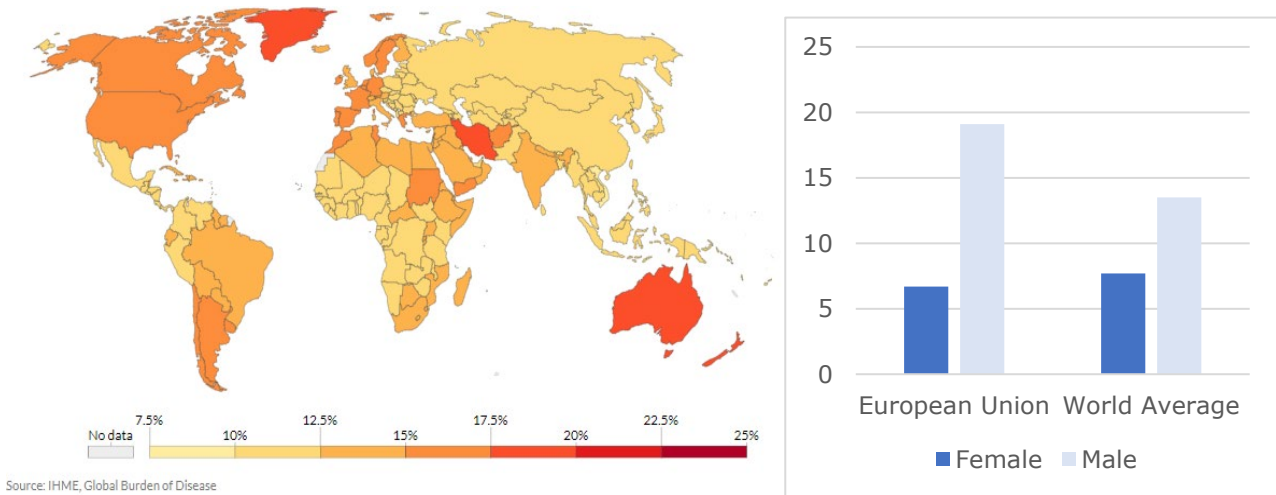 7.5% 12.5% 17.5% 22.5%
No data 10% 15% 20% 25%
Source: IHME, Global Burden of Disease
25
20
15
10
5
0
European Union World Average
Female Male